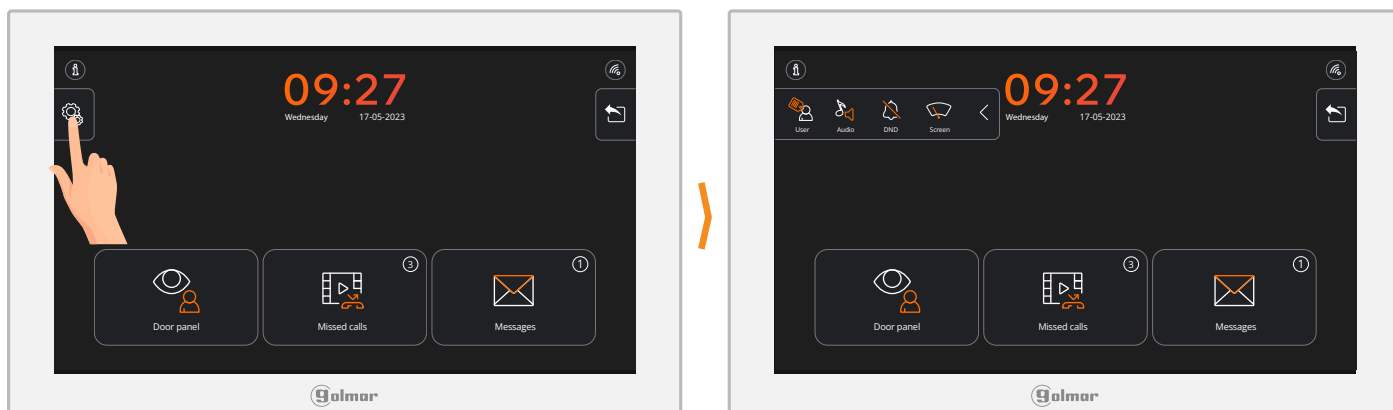 09:27
Wednesday 17-05-2023
3
1
Door panel
Missed calls
Messages
golmar
09:27
User
Audio
DND
Screen
Wednesday 17-05-2023
3
1
Door panel
Missed calls
Messages
golmar